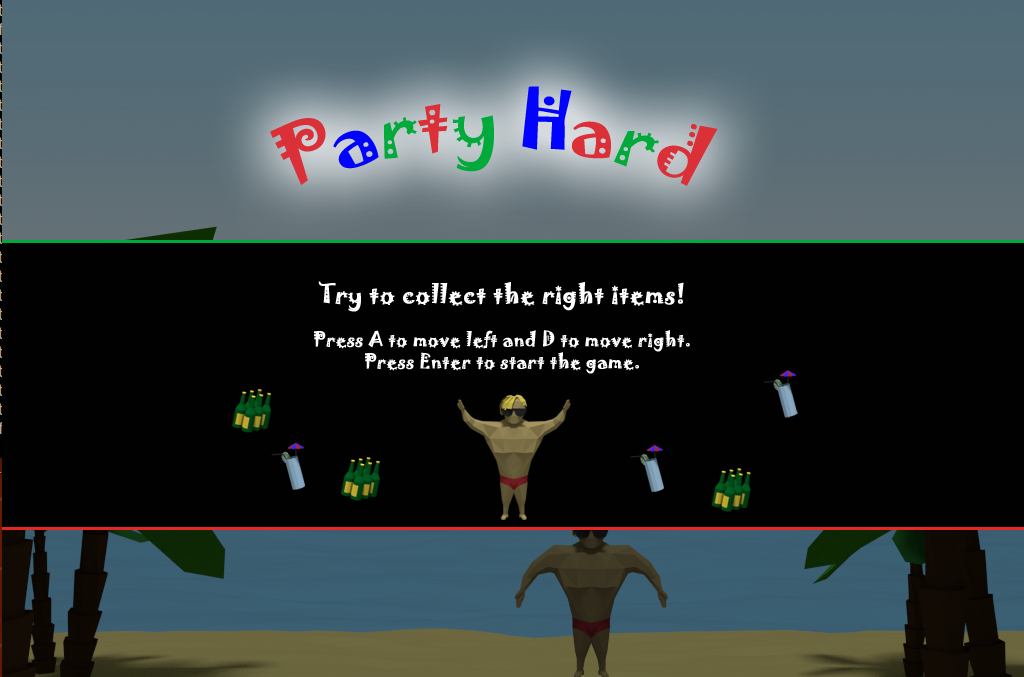 Party Hard
Try to collect the right items!
Press A to move left and D to move right.
Press Enter to start the game.